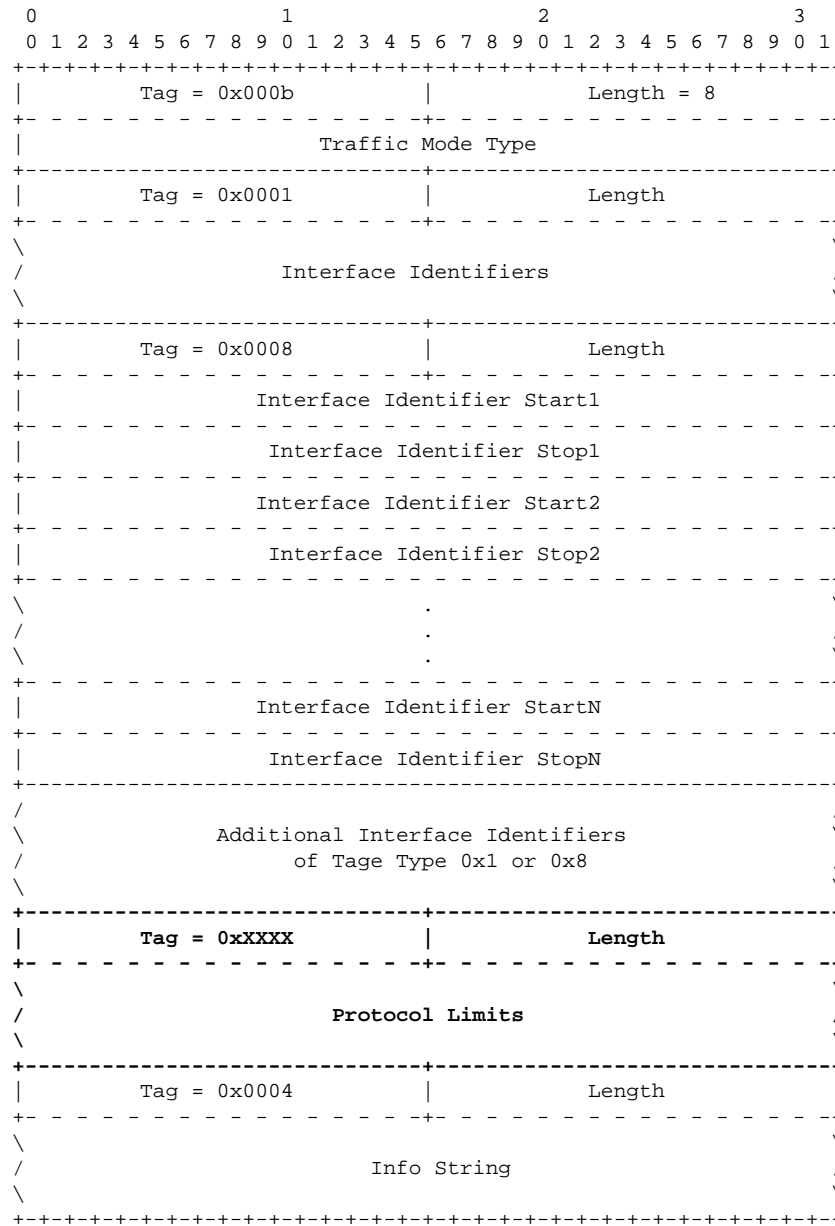 0                   1                   2                   3
 0 1 2 3 4 5 6 7 8 9 0 1 2 3 4 5 6 7 8 9 0 1 2 3 4 5 6 7 8 9 0 1
+-+-+-+-+-+-+-+-+-+-+-+-+-+-+-+-+-+-+-+-+-+-+-+-+-+-+-+-+-+-+-+-
|         Tag = 0x000b          |            Length = 8
+- - - - - - - - - - - - - - - -+- - - - - - - - - - - - - - - --
|                       Traffic Mode Type
+-------------------------------+--------------------------------
|         Tag = 0x0001          |            Length
+- - - - - - - - - - - - - - - -+- - - - - - - - - - - - - - - --
\                                                               \
/                    Interface Identifiers                      /
\                                                               \
+-------------------------------+--------------------------------
|         Tag = 0x0008          |            Length
+- - - - - - - - - - - - - - - -+- - - - - - - - - - - - - - - --
|                  Interface Identifier Start1
+- - - - - - - - - - - - - - - - - - - - - - - - - - - - - - - --
|                   Interface Identifier Stop1
+- - - - - - - - - - - - - - - - - - - - - - - - - - - - - - - --
|                  Interface Identifier Start2
+- - - - - - - - - - - - - - - - - - - - - - - - - - - - - - - --
|                   Interface Identifier Stop2
+- - - - - - - - - - - - - - - - - - - - - - - - - - - - - - - --
\                               .                               \
/                               .                               /
\                               .                               \
+- - - - - - - - - - - - - - - - - - - - - - - - - - - - - - - --
|                  Interface Identifier StartN
+- - - - - - - - - - - - - - - - - - - - - - - - - - - - - - - --
|                   Interface Identifier StopN
+----------------------------------------------------------------
/                                                               /
\               Additional Interface Identifiers                \
/                     of Tage Type 0x1 or 0x8                   /
\                                                               \
+-------------------------------+--------------------------------
|         Tag = 0xXXXX          |            Length
+- - - - - - - - - - - - - - - -+- - - - - - - - - - - - - - - --
\                                                               \
/                        Protocol Limits                        /
\                                                               \
+-------------------------------+--------------------------------
|         Tag = 0x0004          |            Length
+- - - - - - - - - - - - - - - -+- - - - - - - - - - - - - - - --
\                                                               \
/                           Info String                         /
\                                                               \
+-+-+-+-+-+-+-+-+-+-+-+-+-+-+-+-+-+-+-+-+-+-+-+-+-+-+-+-+-+-+-+-